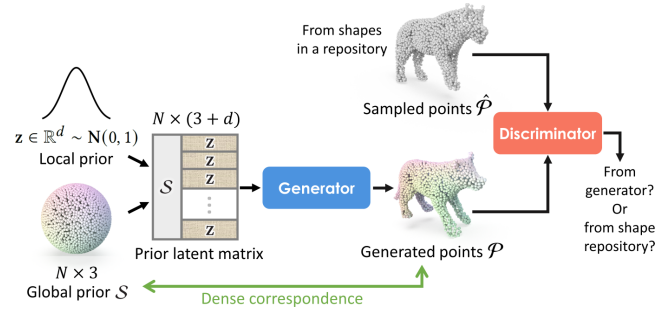 From shapes
in a repository
Sampled points 𝒫̂
z ∈ ℝᵈ ~ N(0, 1)
Local prior
N × (3 + d)
S
z
z
z
⋮
z
Prior latent matrix
Generator
Discriminator
Generated points 𝒫
From
generator?
Or
from shape
repository?
N × 3
Global prior S
Dense correspondence